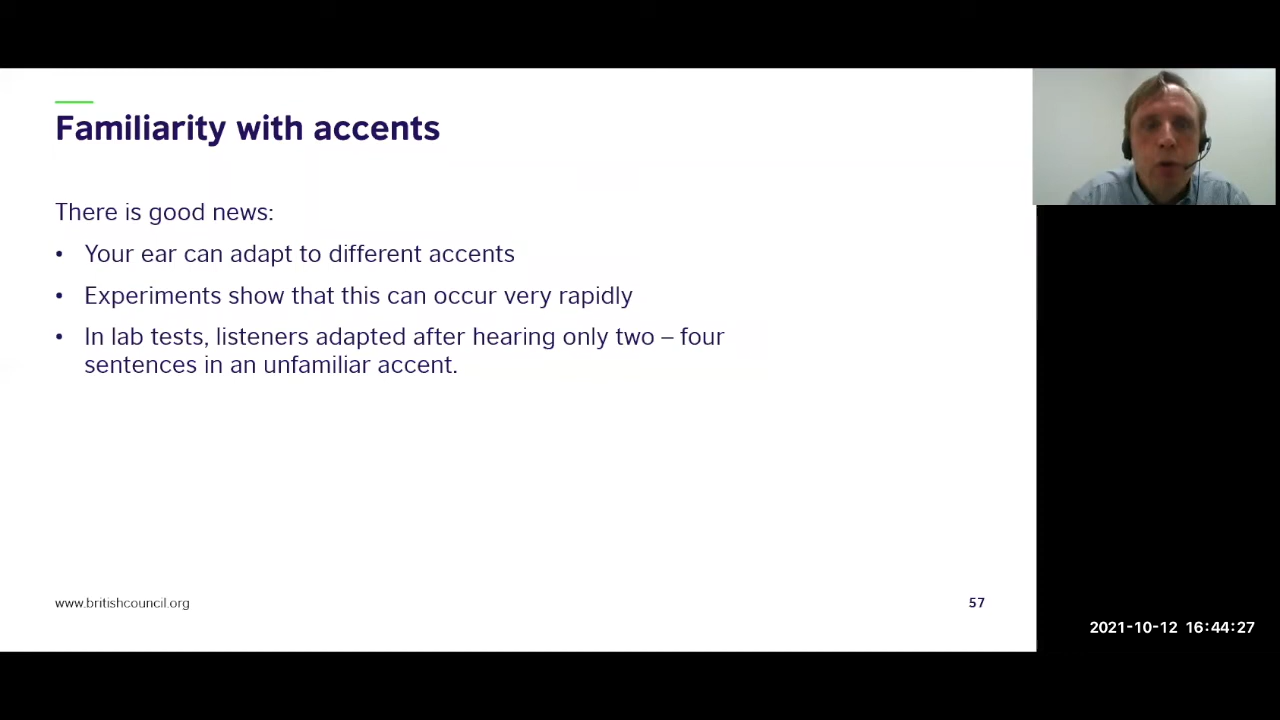 Familiarity with accents
There is good news:
• Your ear can adapt to different accents
• Experiments show that this can occur very rapidly
• In lab tests, listeners adapted after hearing only two – four
sentences in an unfamiliar accent.
www.britishcouncil.org
57
2021-10-12 16:44:27